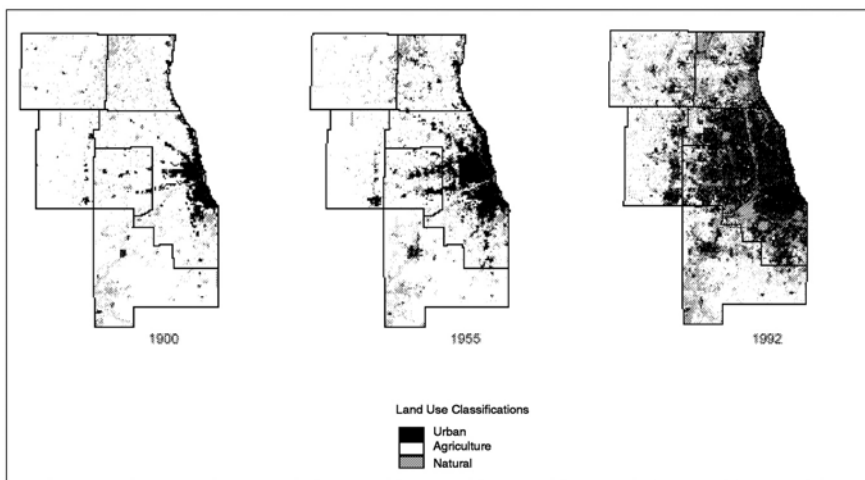 1900
1955
1992
Land Use Classifications
Urban
Agriculture
Natural